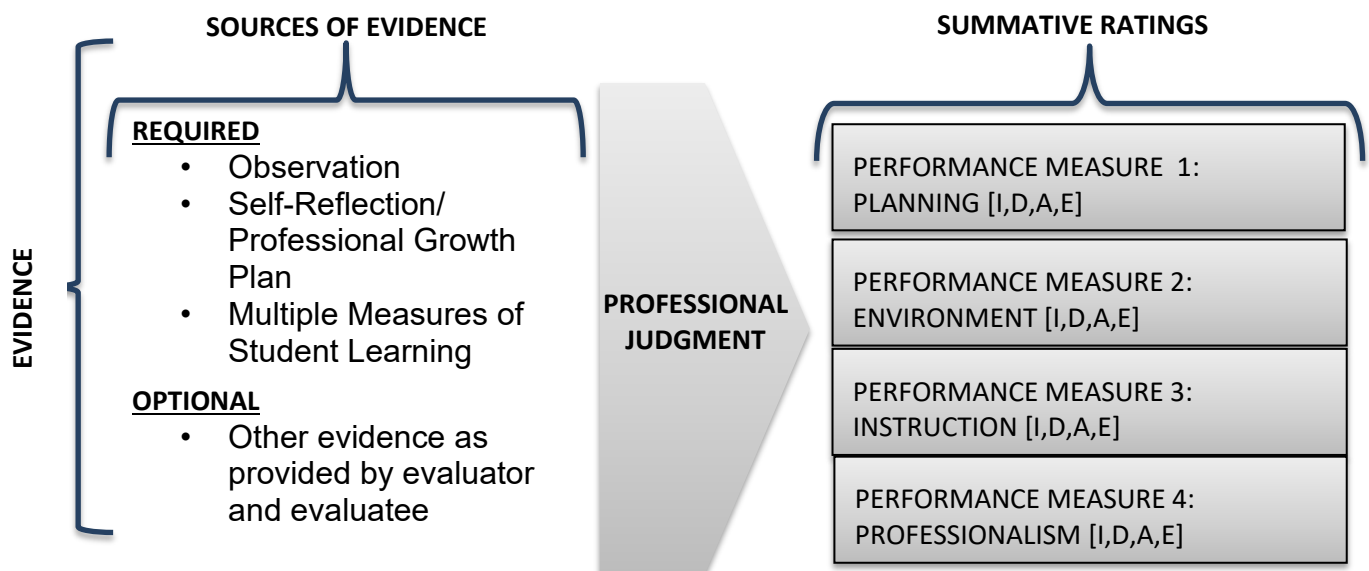 SOURCES OF EVIDENCE
EVIDENCE
REQUIRED
• Observation
• Self-Reflection/
Professional Growth
Plan
• Multiple Measures of
Student Learning
OPTIONAL
• Other evidence as
provided by evaluator
and evaluatee
PROFESSIONAL
JUDGMENT
SUMMATIVE RATINGS
PERFORMANCE MEASURE 1:
PLANNING [I,D,A,E]
PERFORMANCE MEASURE 2:
ENVIRONMENT [I,D,A,E]
PERFORMANCE MEASURE 3:
INSTRUCTION [I,D,A,E]
PERFORMANCE MEASURE 4:
PROFESSIONALISM [I,D,A,E]